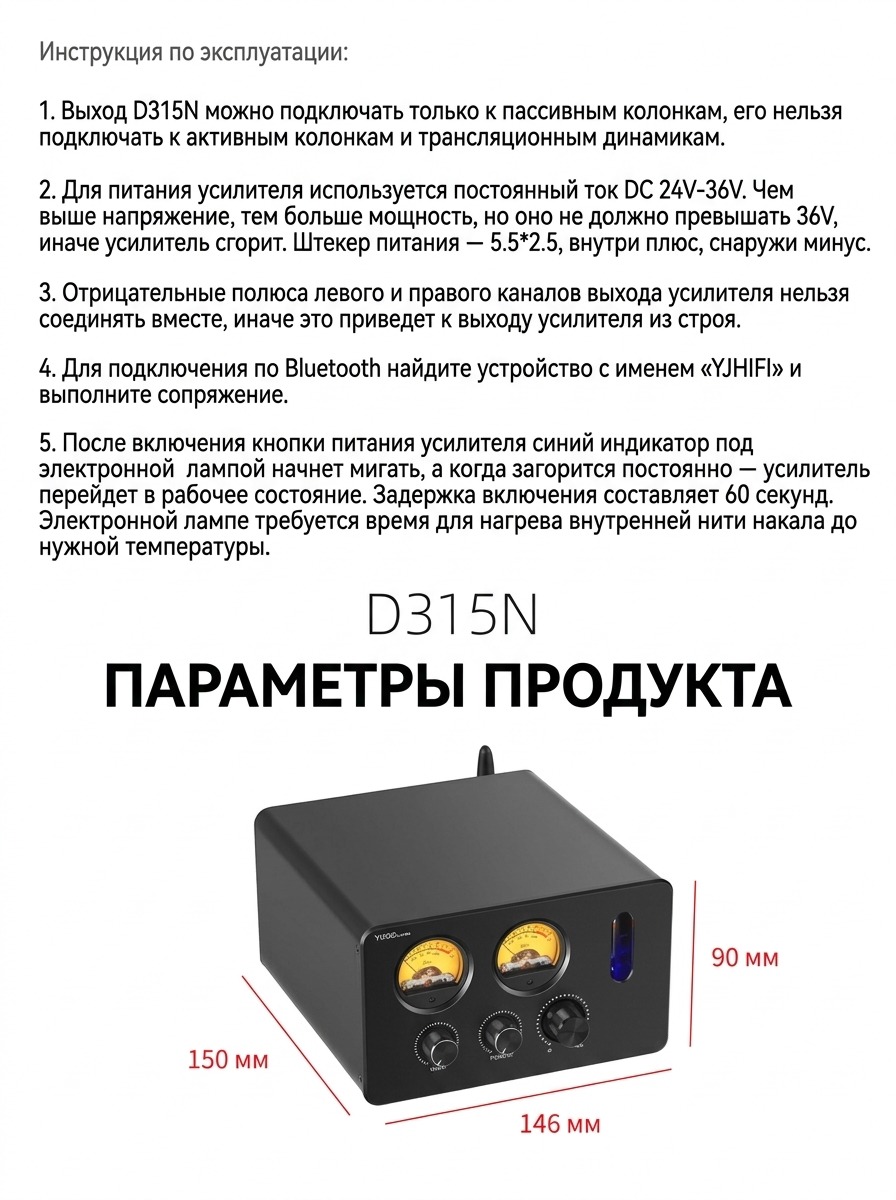 Инструкция по эксплуатации:
1. Выход D315N можно подключать только к пассивным колонкам, его нельзя
подключать к активным колонкам и трансляционным динамикам.
2. Для питания усилителя используется постоянный ток DC 24V-36V. Чем
выше напряжение, тем больше мощность, но оно не должно превышать 36V,
иначе усилитель сгорит. Штекер питания — 5.5*2.5, внутри плюс, снаружи минус.
3. Отрицательные полюса левого и правого каналов выхода усилителя нельзя
соединять вместе, иначе это приведет к выходу усилителя из строя.
4. Для подключения по Bluetooth найдите устройство с именем «YJHIFI» и
выполните сопряжение.
5. После включения кнопки питания усилителя синий индикатор под
электронной лампой начнет мигать, а когда загорится постоянно — усилитель
перейдет в рабочее состояние. Задержка включения составляет 60 секунд.
Электронной лампе требуется время для нагрева внутренней нити накала до
нужной температуры.
D315N
ПАРАМЕТРЫ ПРОДУКТА
90 мм
150 мм
146 мм